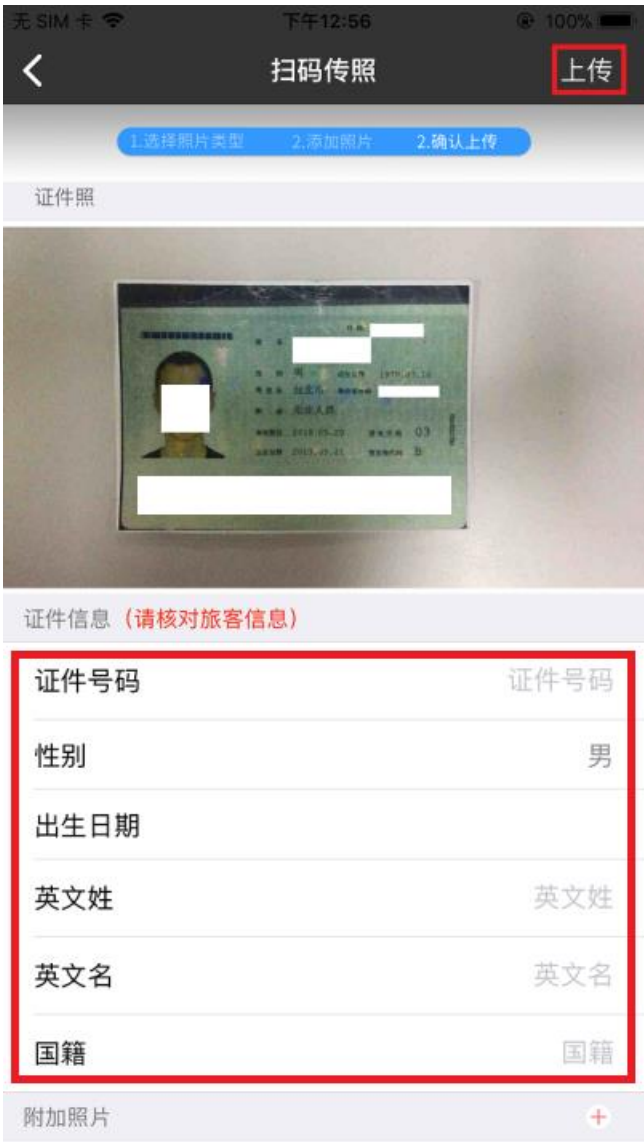 无 SIM 卡
下午12:56
100%
扫码传照
上传
1.选择照片类型
2.添加照片
2.确认上传
证件照
男
03
证件信息（请核对旅客信息）
证件号码
证件号码
性别
男
出生日期
英文姓
英文姓
英文名
英文名
国籍
国籍
附加照片
+